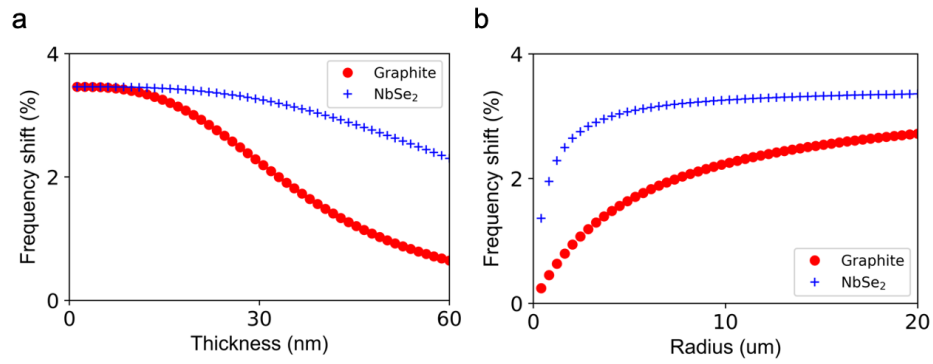 a
4
2
0
Frequency shift (%)
0
30
60
Thickness (nm)
Graphite
NbSe₂
b
4
2
0
Frequency shift (%)
0
10
20
Radius (um)
Graphite
NbSe₂